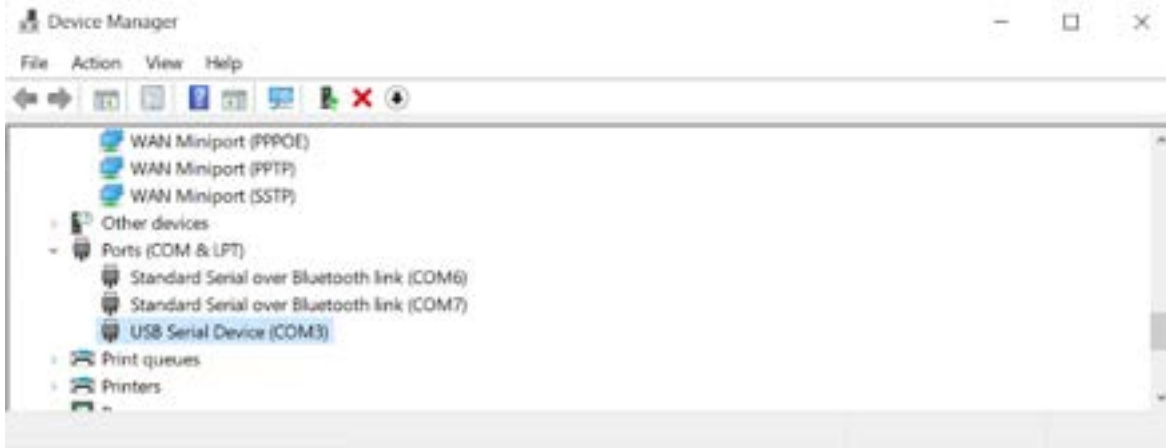 Device Manager
File Action View Help
WAN Miniport (PPPOE)
WAN Miniport (PPTP)
WAN Miniport (SSTP)
Other devices
Ports (COM & LPT)
Standard Serial over Bluetooth link (COM6)
Standard Serial over Bluetooth link (COM7)
USB Serial Device (COM3)
Print queues
Printers